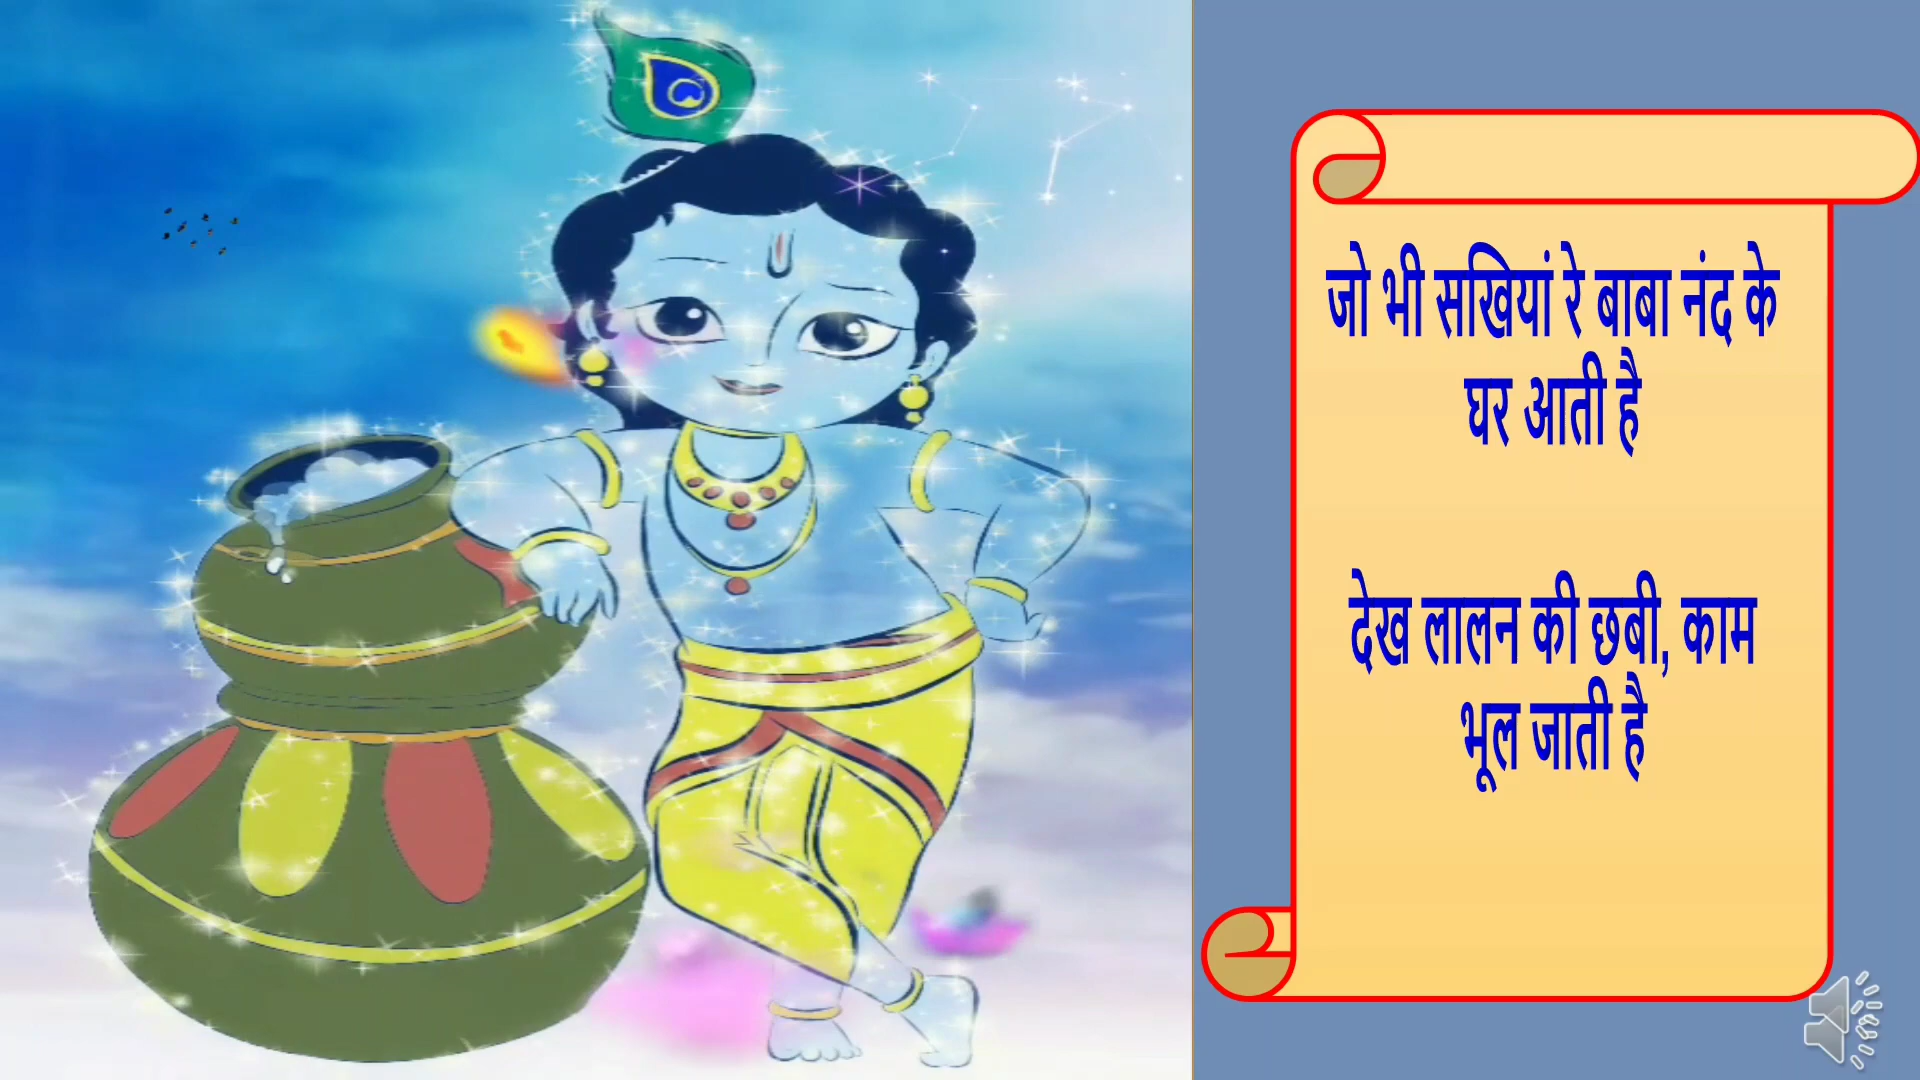 जो भी सखियां रे बाबा नंद के
घर आती है
देख लालन की छबी, काम
भूल जाती है